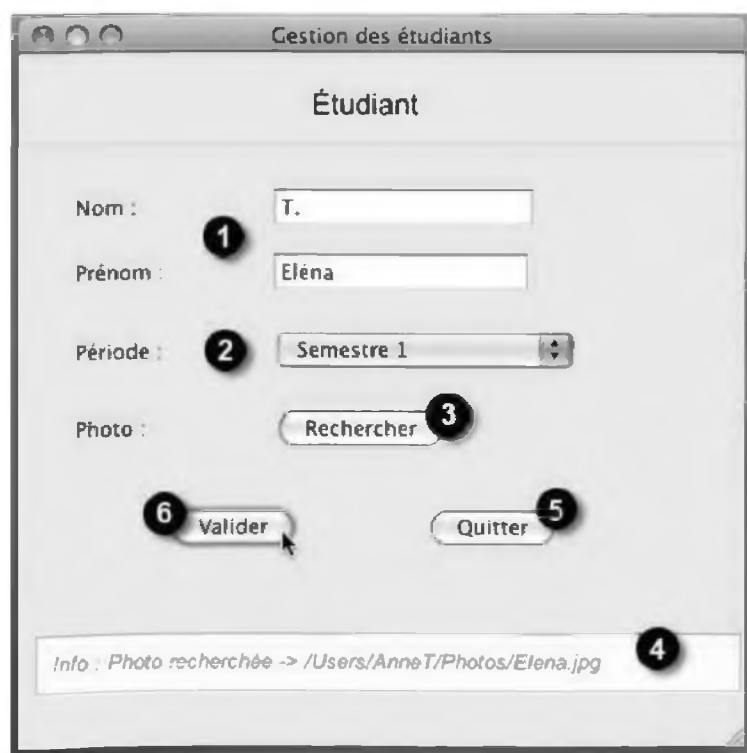 Gestion des étudiants
Étudiant
Nom : T.
1
Prénom : Eléna
Période : 2 Semestre 1
Photo : Rechercher 3
6 Valider Quitter 5
Info : Photo recherchée -> /Users/AnneT/Photos/Elena.jpg 4